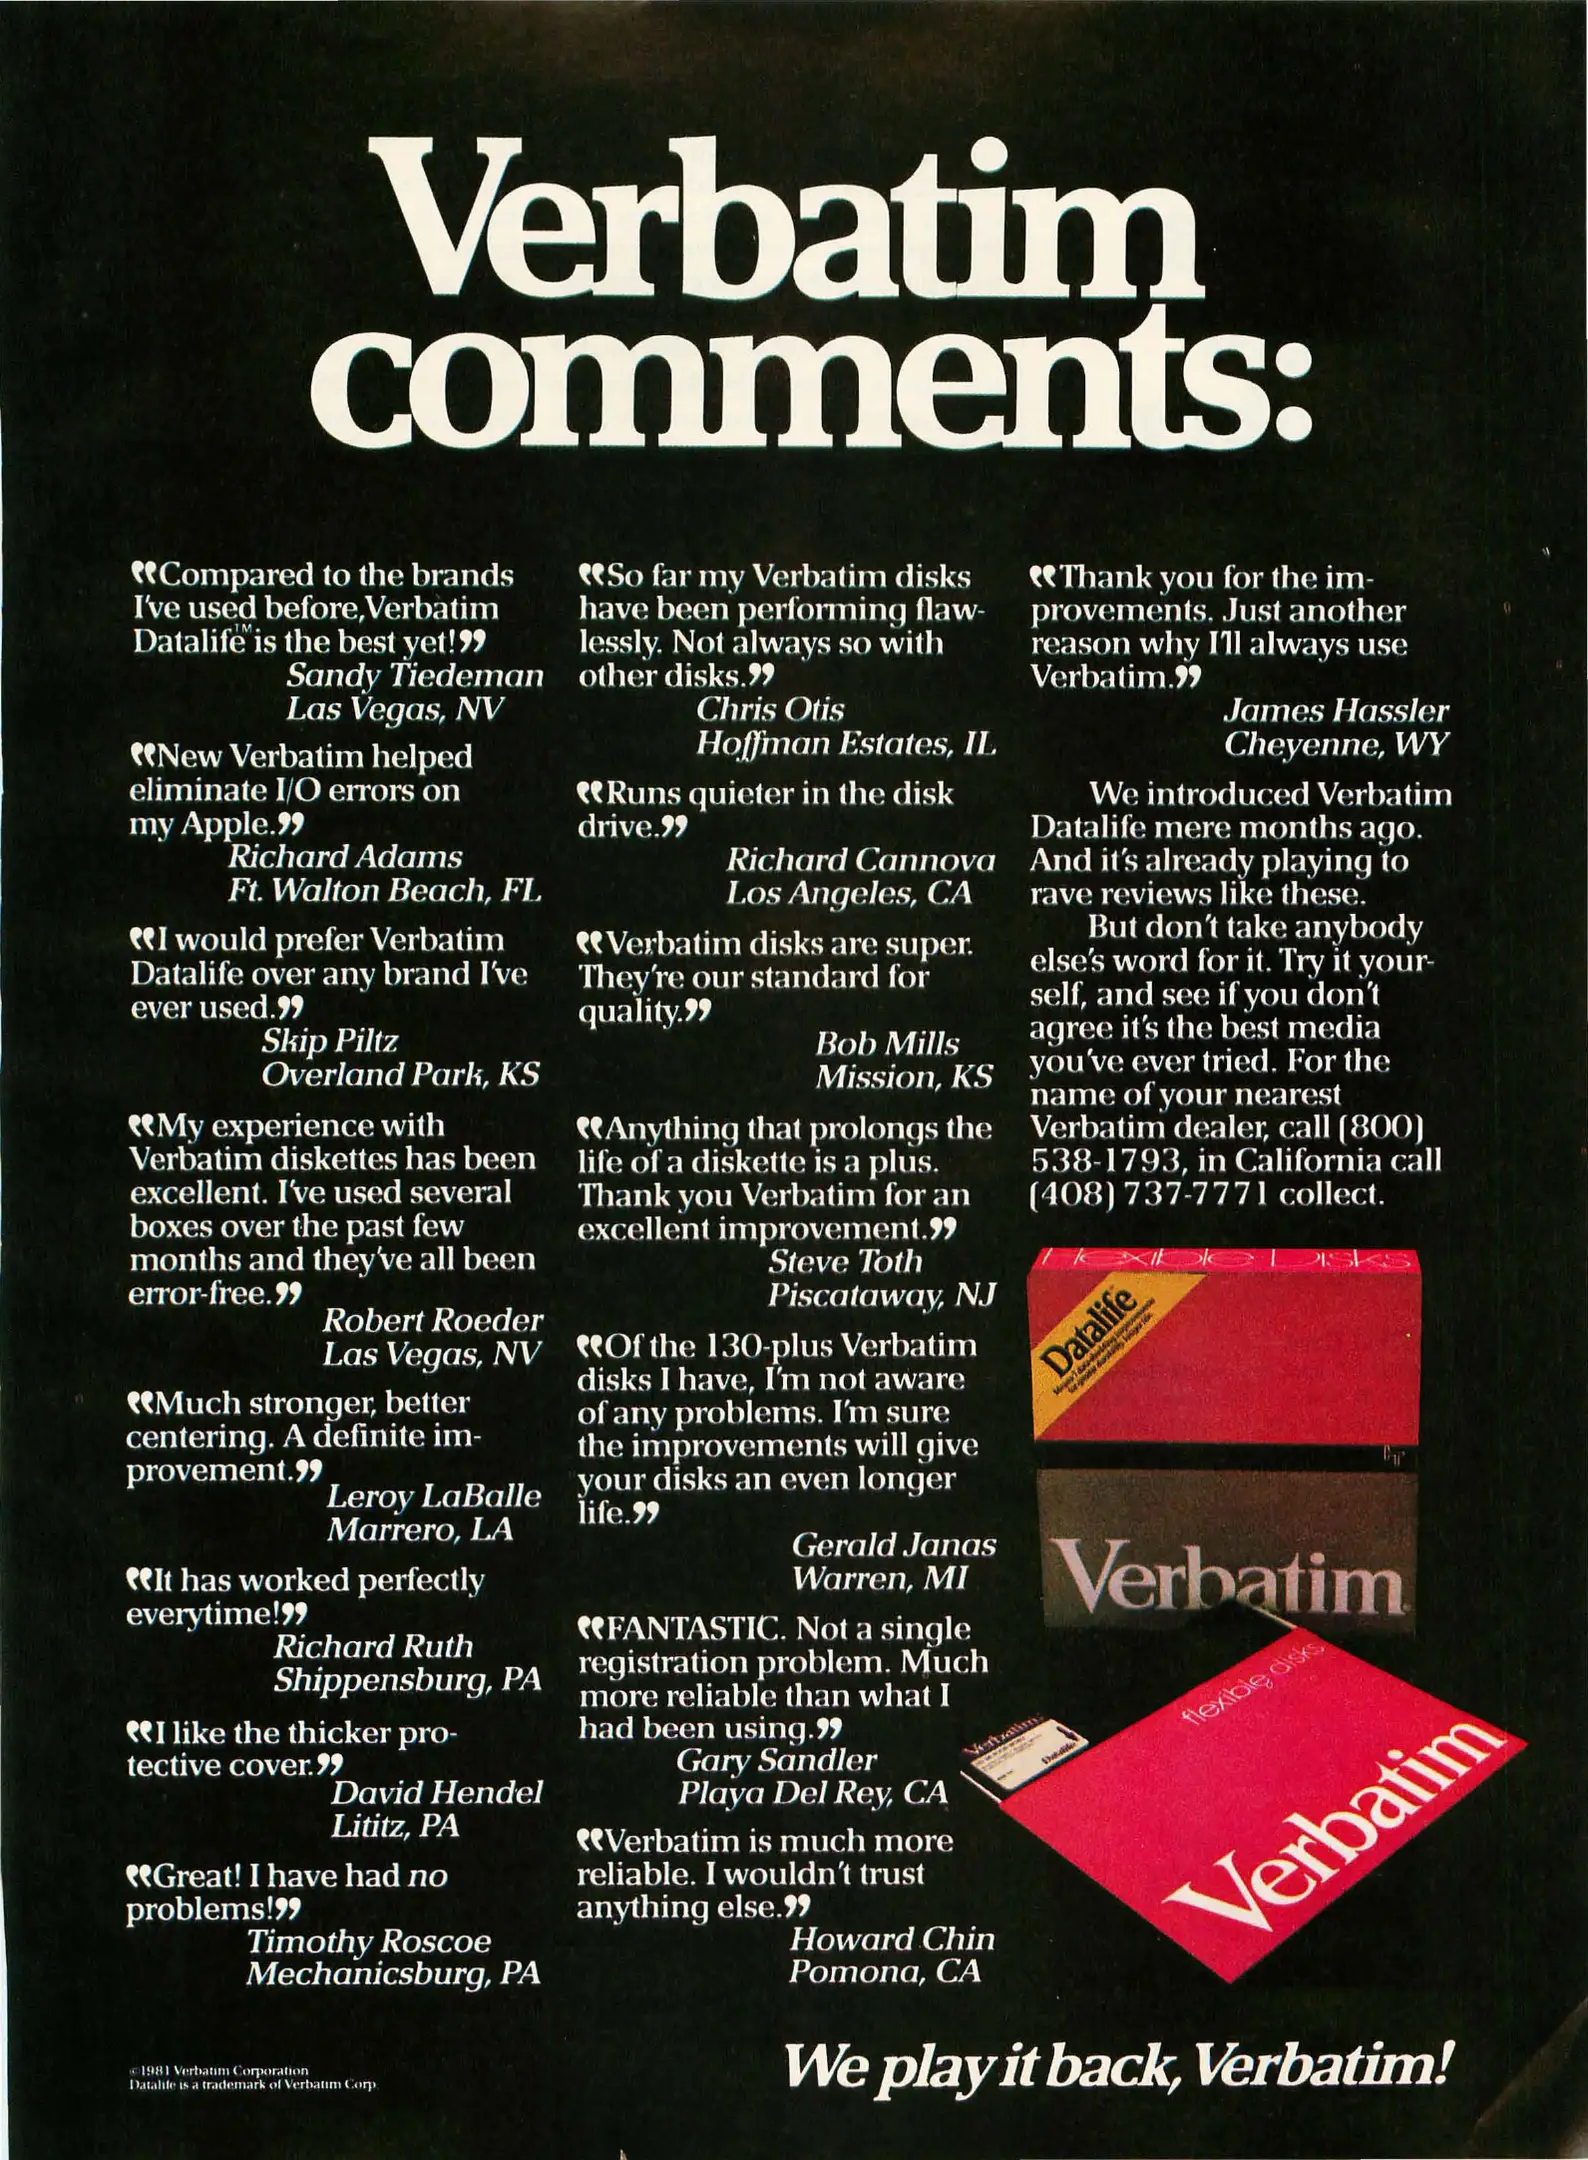 Verbatim
comments:
“Compared to the brands
I've used before, Verbatim
Datalife™ is the best yet!”
Sandy Tiedeman
Las Vegas, NV
“New Verbatim helped
eliminate I/O errors on
my Apple.”
Richard Adams
Ft. Walton Beach, FL
“I would prefer Verbatim
Datalife over any brand I've
ever used.”
Skip Piltz
Overland Park, KS
“My experience with
Verbatim diskettes has been
excellent. I've used several
boxes over the past few
months and they've all been
error-free.”
Robert Roeder
Las Vegas, NV
“Much stronger, better
centering. A definite im-
provement.”
Leroy LaBalle
Marrero, LA
“It has worked perfectly
everytime!”
Richard Ruth
Shippensburg, PA
“I like the thicker pro-
tective cover.”
David Hendel
Lititz, PA
“Great! I have had no
problems!”
Timothy Roscoe
Mechanicsburg, PA
“So far my Verbatim disks
have been performing flaw-
lessly. Not always so with
other disks.”
Chris Otis
Hoffman Estates, IL
“Runs quieter in the disk
drive.”
Richard Cannova
Los Angeles, CA
“Verbatim disks are super.
They're our standard for
quality.”
Bob Mills
Mission, KS
“Anything that prolongs the
life of a diskette is a plus.
Thank you Verbatim for an
excellent improvement.”
Steve Toth
Piscataway, NJ
“Of the 130-plus Verbatim
disks I have, I'm not aware
of any problems. I'm sure
the improvements will give
your disks an even longer
life.”
Gerald Janas
Warren, MI
“FANTASTIC. Not a single
registration problem. Much
more reliable than what I
had been using.”
Gary Sandler
Playa Del Rey, CA
“Verbatim is much more
reliable. I wouldn't trust
anything else.”
Howard Chin
Pomona, CA
“Thank you for the im-
provements. Just another
reason why I'll always use
Verbatim.”
James Hassler
Cheyenne, WY
We introduced Verbatim
Datalife mere months ago.
And it's already playing to
rave reviews like these.
But don't take anybody
else's word for it. Try it your-
self, and see if you don't
agree it's the best media
you've ever tried. For the
name of your nearest
Verbatim dealer, call (800)
538-1793, in California call
(408) 737-7771 collect.
Flexible Disks
Datalife
Verbatim
flexible disks
Verbatim
Verbatim
Datalife
We play it back, Verbatim!
©1981 Verbatim Corporation
Datalife is a trademark of Verbatim Corp.